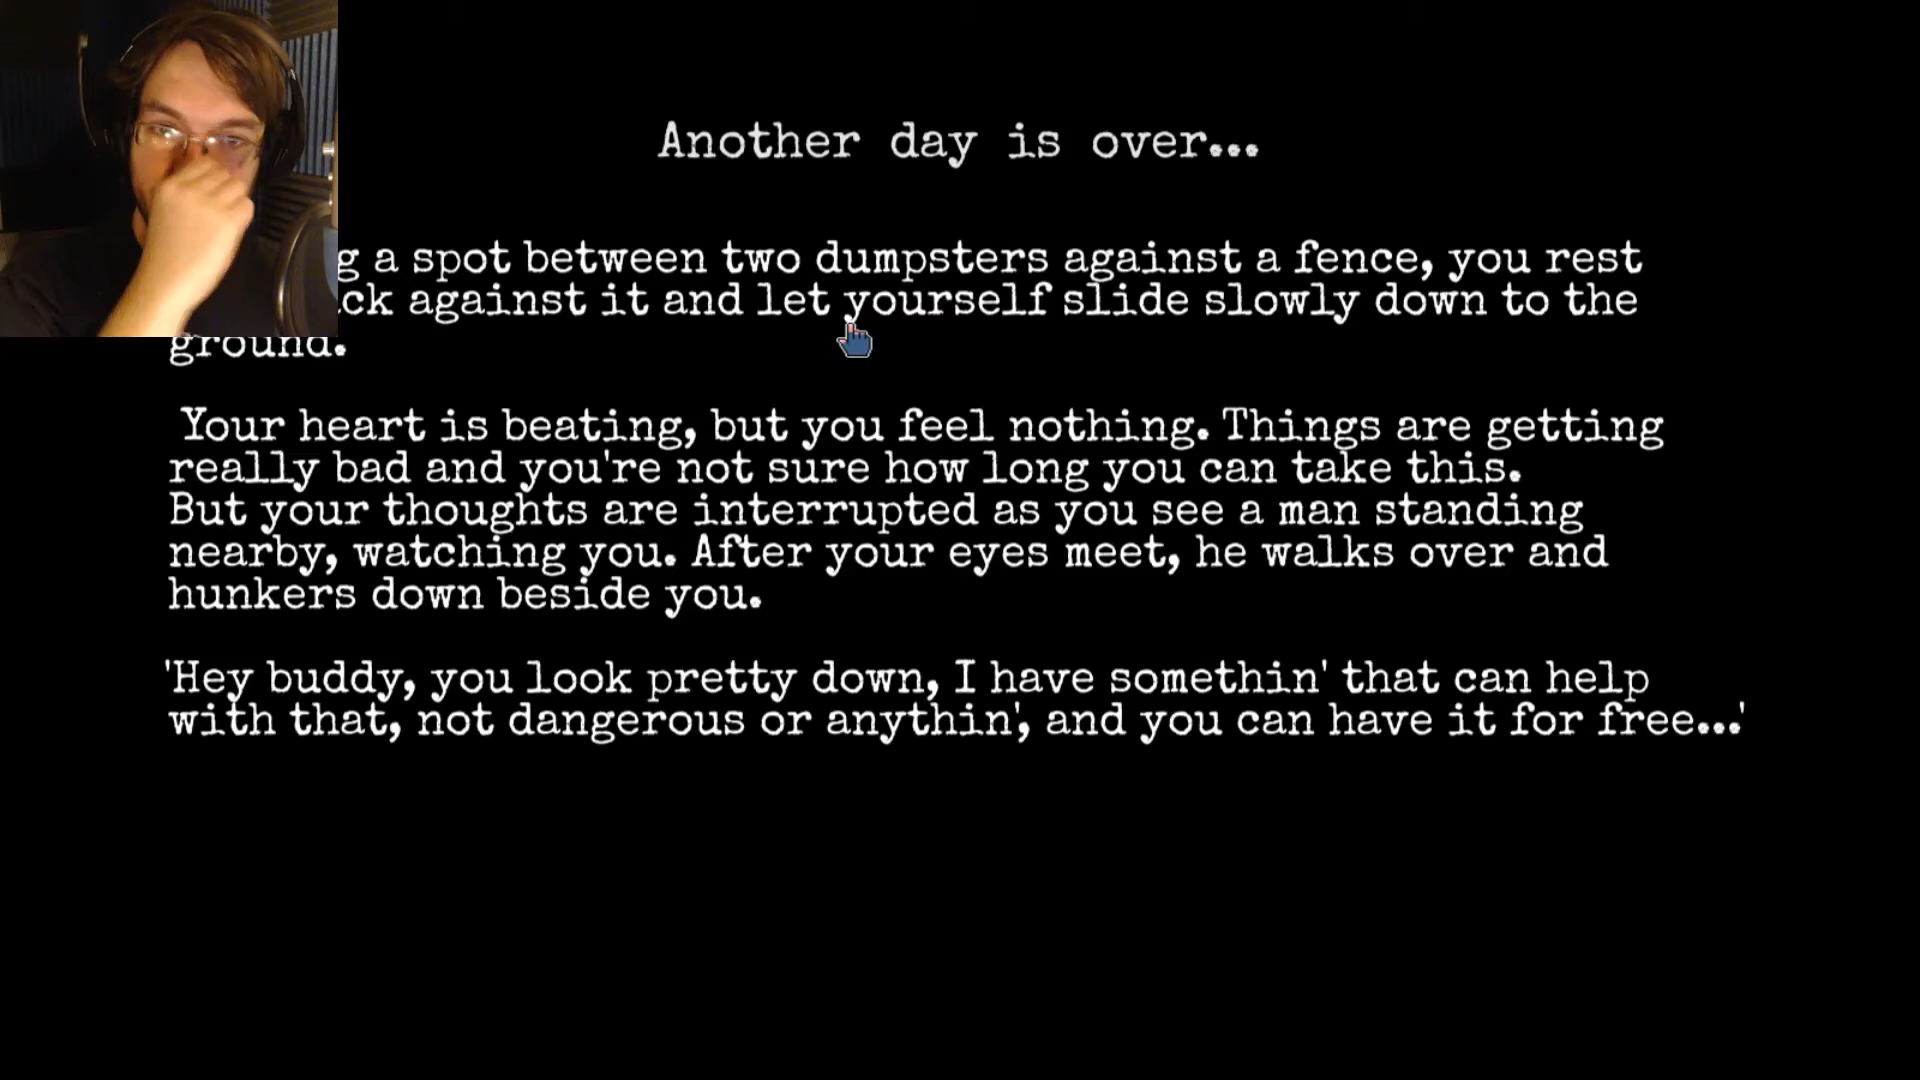 Another day is over...
g a spot between two dumpsters against a fence, you rest
ck against it and let yourself slide slowly down to the
ground.
Your heart is beating, but you feel nothing. Things are getting
really bad and you're not sure how long you can take this.
But your thoughts are interrupted as you see a man standing
nearby, watching you. After your eyes meet, he walks over and
hunkers down beside you.
'Hey buddy, you look pretty down, I have somethin' that can help
with that, not dangerous or anythin', and you can have it for free...'